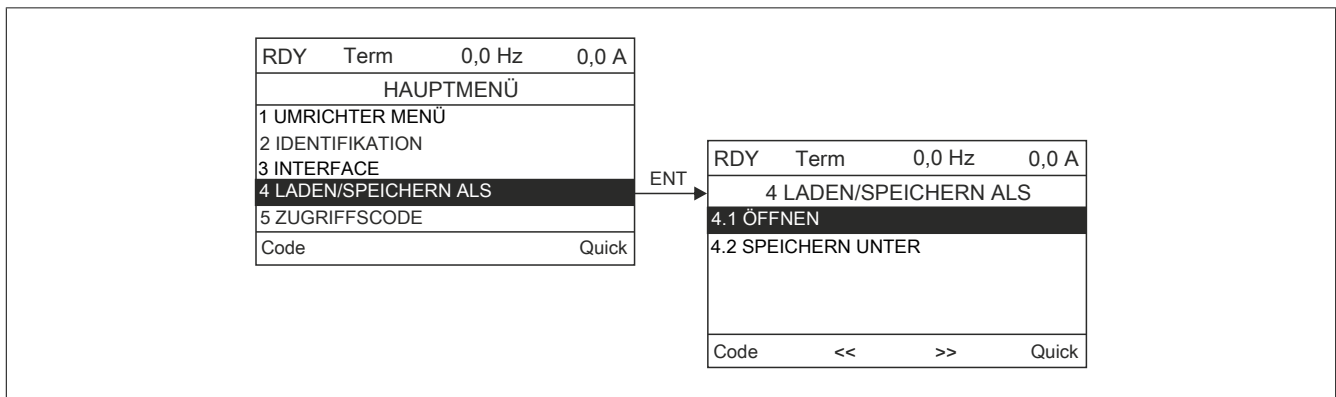 RDY Term 0,0 Hz 0,0 A
HAUPTMENÜ
1 UMRICHTER MENÜ
2 IDENTIFIKATION
3 INTERFACE
4 LADEN/SPEICHERN ALS
5 ZUGRIFFSCODE
Code Quick
ENT
RDY Term 0,0 Hz 0,0 A
4 LADEN/SPEICHERN ALS
4.1 ÖFFNEN
4.2 SPEICHERN UNTER
Code << >> Quick